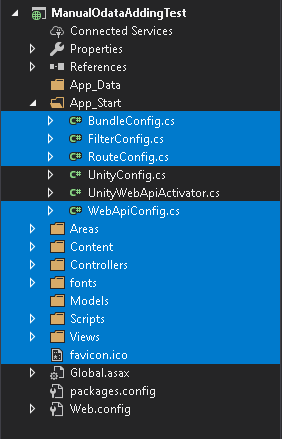 ManualOdataAddingTest
Connected Services
Properties
References
App_Data
App_Start
C# BundleConfig.cs
C# FilterConfig.cs
C# RouteConfig.cs
C# UnityConfig.cs
C# UnityWebApiActivator.cs
C# WebApiConfig.cs
Areas
Content
Controllers
fonts
Models
Scripts
Views
favicon.ico
Global.asax
packages.config
Web.config